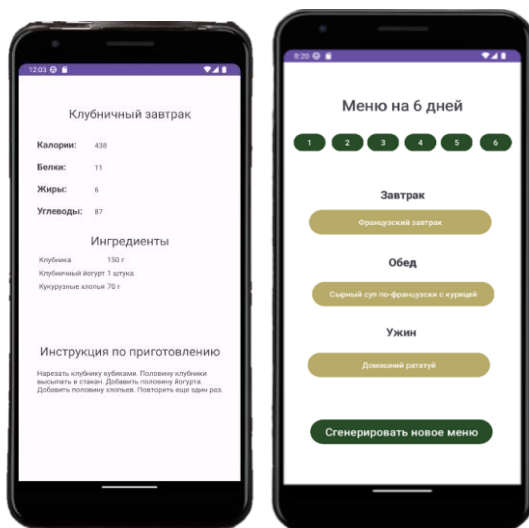 12:03
Клубничный завтрак
Калории: 438
Белки: 11
Жиры: 6
Углеводы: 87
Ингредиенты
Клубника 150 г
Клубничный йогурт 1 штука
Кукурузные хлопья 70 г
Инструкция по приготовлению
Нарезать клубнику кубиками. Половину клубники
высыпать в стакан. Добавить половину йогурта.
Добавить половину хлопьев. Повторить еще один раз.
8:20
Меню на 6 дней
1 2 3 4 5 6
Завтрак
Французский завтрак
Обед
Сырный суп по-французски с курицей
Ужин
Домашний рататуй
Сгенерировать новое меню